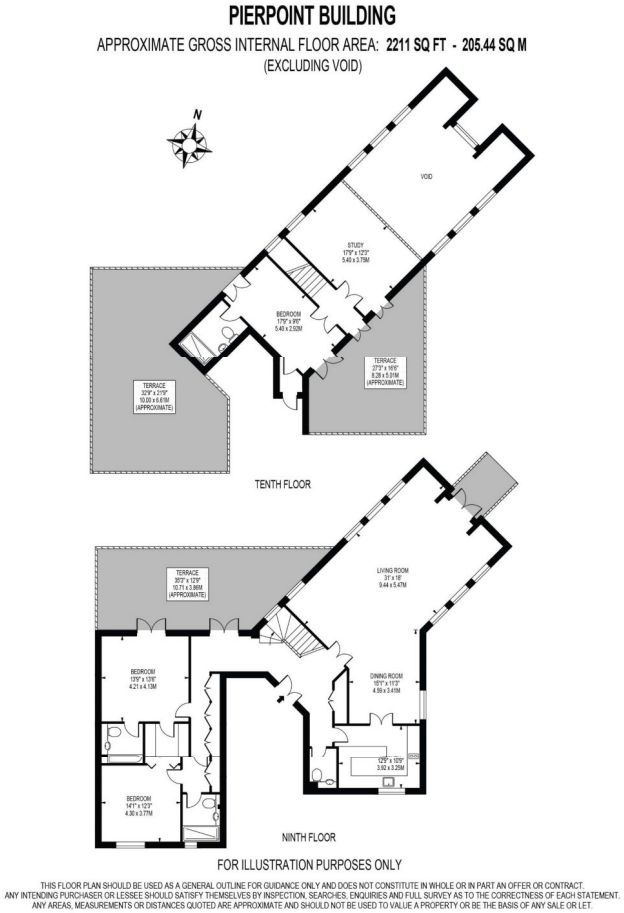 PIERPOINT BUILDING
APPROXIMATE GROSS INTERNAL FLOOR AREA: 2211 SQ FT - 205.44 SQ M
(EXCLUDING VOID)
N
VOID
STUDY
17'9" x 12'3"
5.40 x 3.75M
BEDROOM
17'9" x 9'6"
5.40 x 2.92M
TERRACE
27'3" x 16'6"
8.28 x 5.01M
(APPROXIMATE)
TERRACE
32'9" x 21'9"
10.00 x 6.61M
(APPROXIMATE)
TENTH FLOOR
TERRACE
35'3" x 12'9"
10.71 x 3.86M
(APPROXIMATE)
LIVING ROOM
31' x 18'
9.44 x 5.47M
BEDROOM
13'9" x 13'6"
4.21 x 4.13M
DINING ROOM
15'1" x 11'3"
4.59 x 3.41M
12'9" x 10'9"
3.92 x 3.25M
BEDROOM
14'1" x 12'3"
4.30 x 3.77M
NINTH FLOOR
FOR ILLUSTRATION PURPOSES ONLY
THIS FLOOR PLAN SHOULD BE USED AS A GENERAL OUTLINE FOR GUIDANCE ONLY AND DOES NOT CONSTITUTE IN WHOLE OR IN PART AN OFFER OR CONTRACT.
ANY INTENDING PURCHASER OR LESSEE SHOULD SATISFY THEMSELVES BY INSPECTION, SEARCHES, ENQUIRIES AND FULL SURVEY AS TO THE CORRECTNESS OF EACH STATEMENT.
ANY AREAS, MEASUREMENTS OR DISTANCES QUOTED ARE APPROXIMATE AND SHOULD NOT BE USED TO VALUE A PROPERTY OR BE THE BASIS OF ANY SALE OR LET.